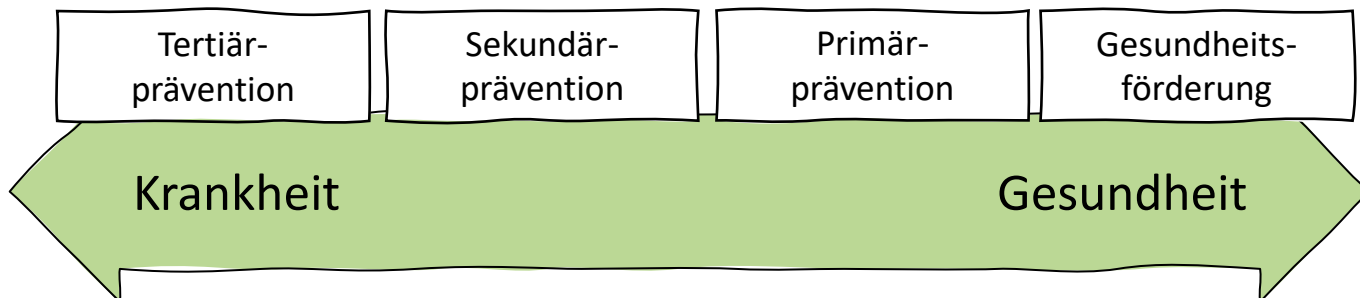 Tertiär-
prävention
Sekundär-
prävention
Primär-
prävention
Gesundheits-
förderung
Krankheit
Gesundheit